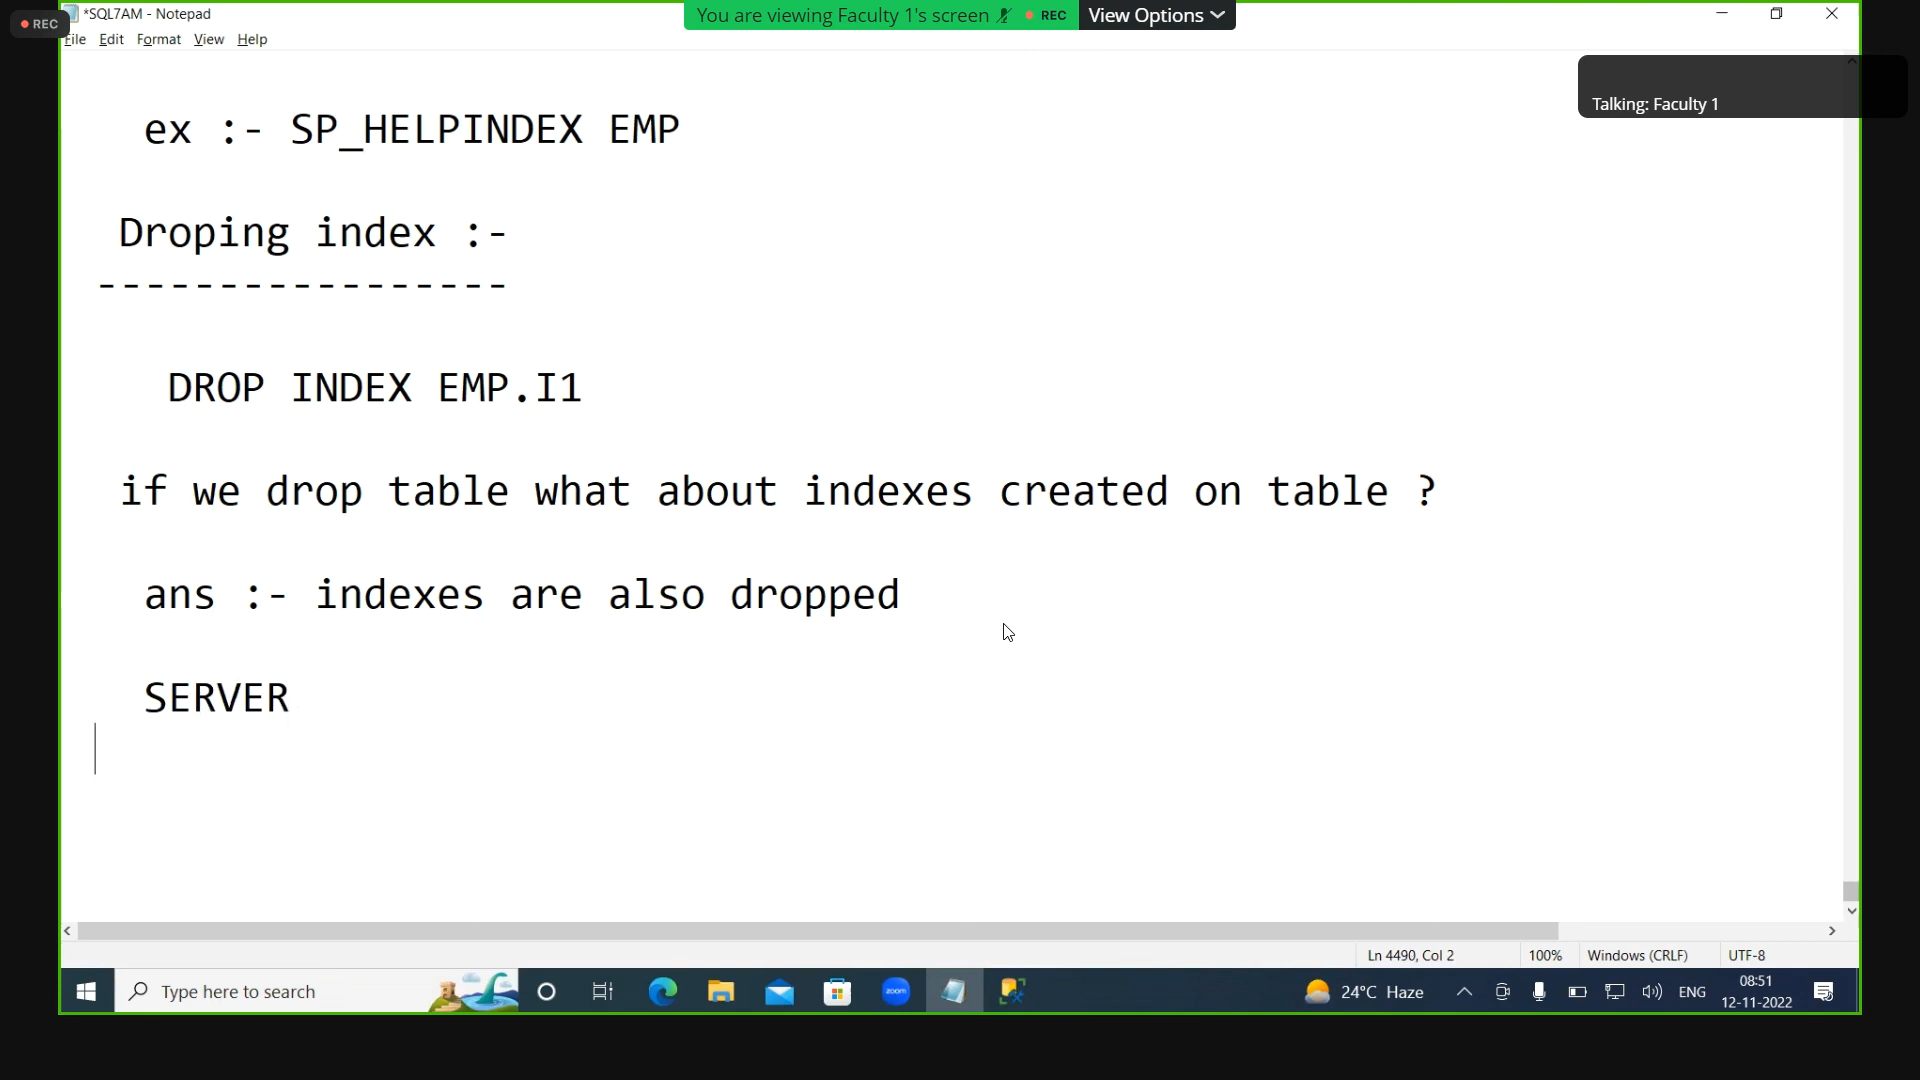 REC
*SQL7AM - Notepad
You are viewing Faculty 1's screen REC View Options
File Edit Format View Help
Talking: Faculty 1
ex :- SP_HELPINDEX EMP
Droping index :-
-----------------
DROP INDEX EMP.I1
if we drop table what about indexes created on table ?
ans :- indexes are also dropped
SERVER
Ln 4490, Col 2 100% Windows (CRLF) UTF-8
Type here to search
zoom
24°C Haze
ENG
08:51
12-11-2022